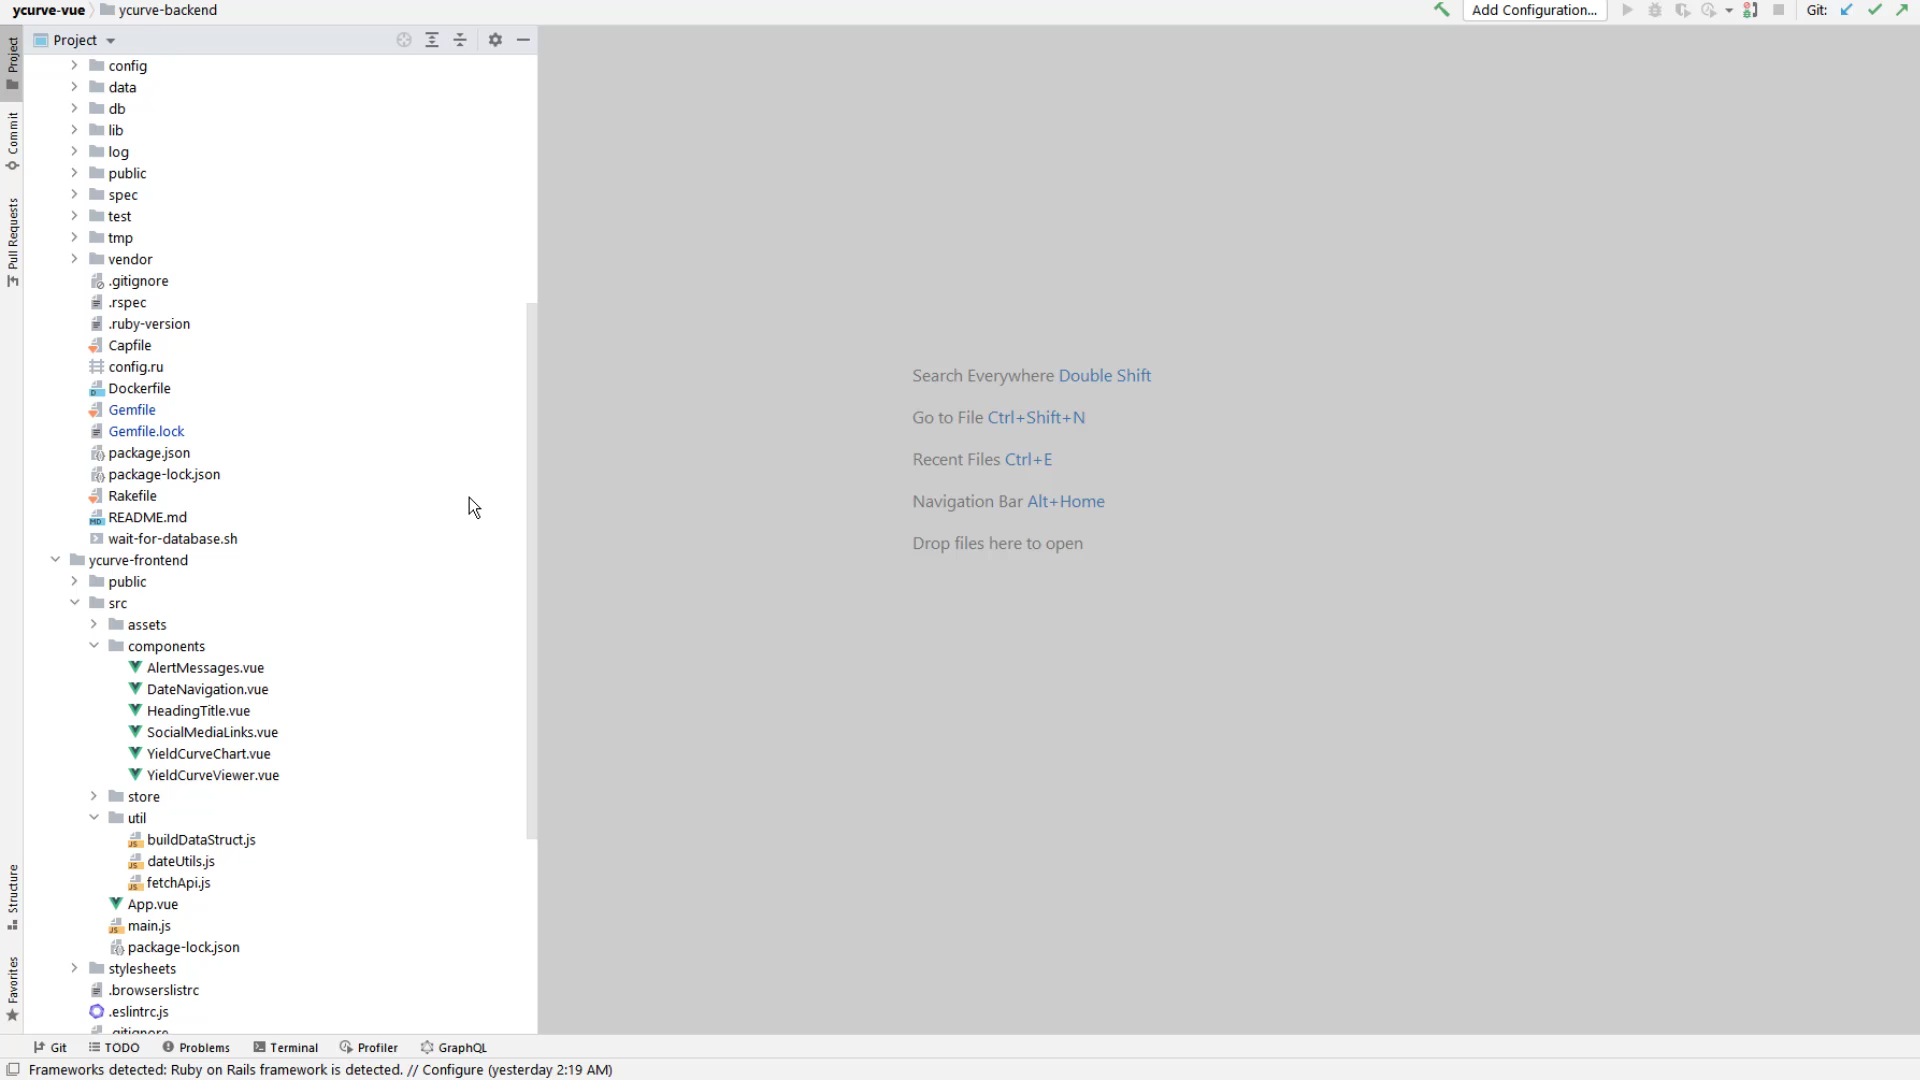 ycurve-vue ycurve-backend
Add Configuration... Git:
Project
Project
Commit
Pull Requests
Structure
Favorites
config
data
db
lib
log
public
spec
test
tmp
vendor
.gitignore
.rspec
.ruby-version
Capfile
config.ru
Dockerfile
Gemfile
Gemfile.lock
package.json
package-lock.json
Rakefile
README.md
wait-for-database.sh
ycurve-frontend
public
src
assets
components
AlertMessages.vue
DateNavigation.vue
HeadingTitle.vue
SocialMediaLinks.vue
YieldCurveChart.vue
YieldCurveViewer.vue
store
util
buildDataStruct.js
dateUtils.js
fetchApi.js
App.vue
main.js
package-lock.json
stylesheets
.browserslistrc
.eslintrc.js
.gitignore
Search Everywhere Double Shift
Go to File Ctrl+Shift+N
Recent Files Ctrl+E
Navigation Bar Alt+Home
Drop files here to open
Git TODO Problems Terminal Profiler GraphQL
Frameworks detected: Ruby on Rails framework is detected. // Configure (yesterday 2:19 AM)